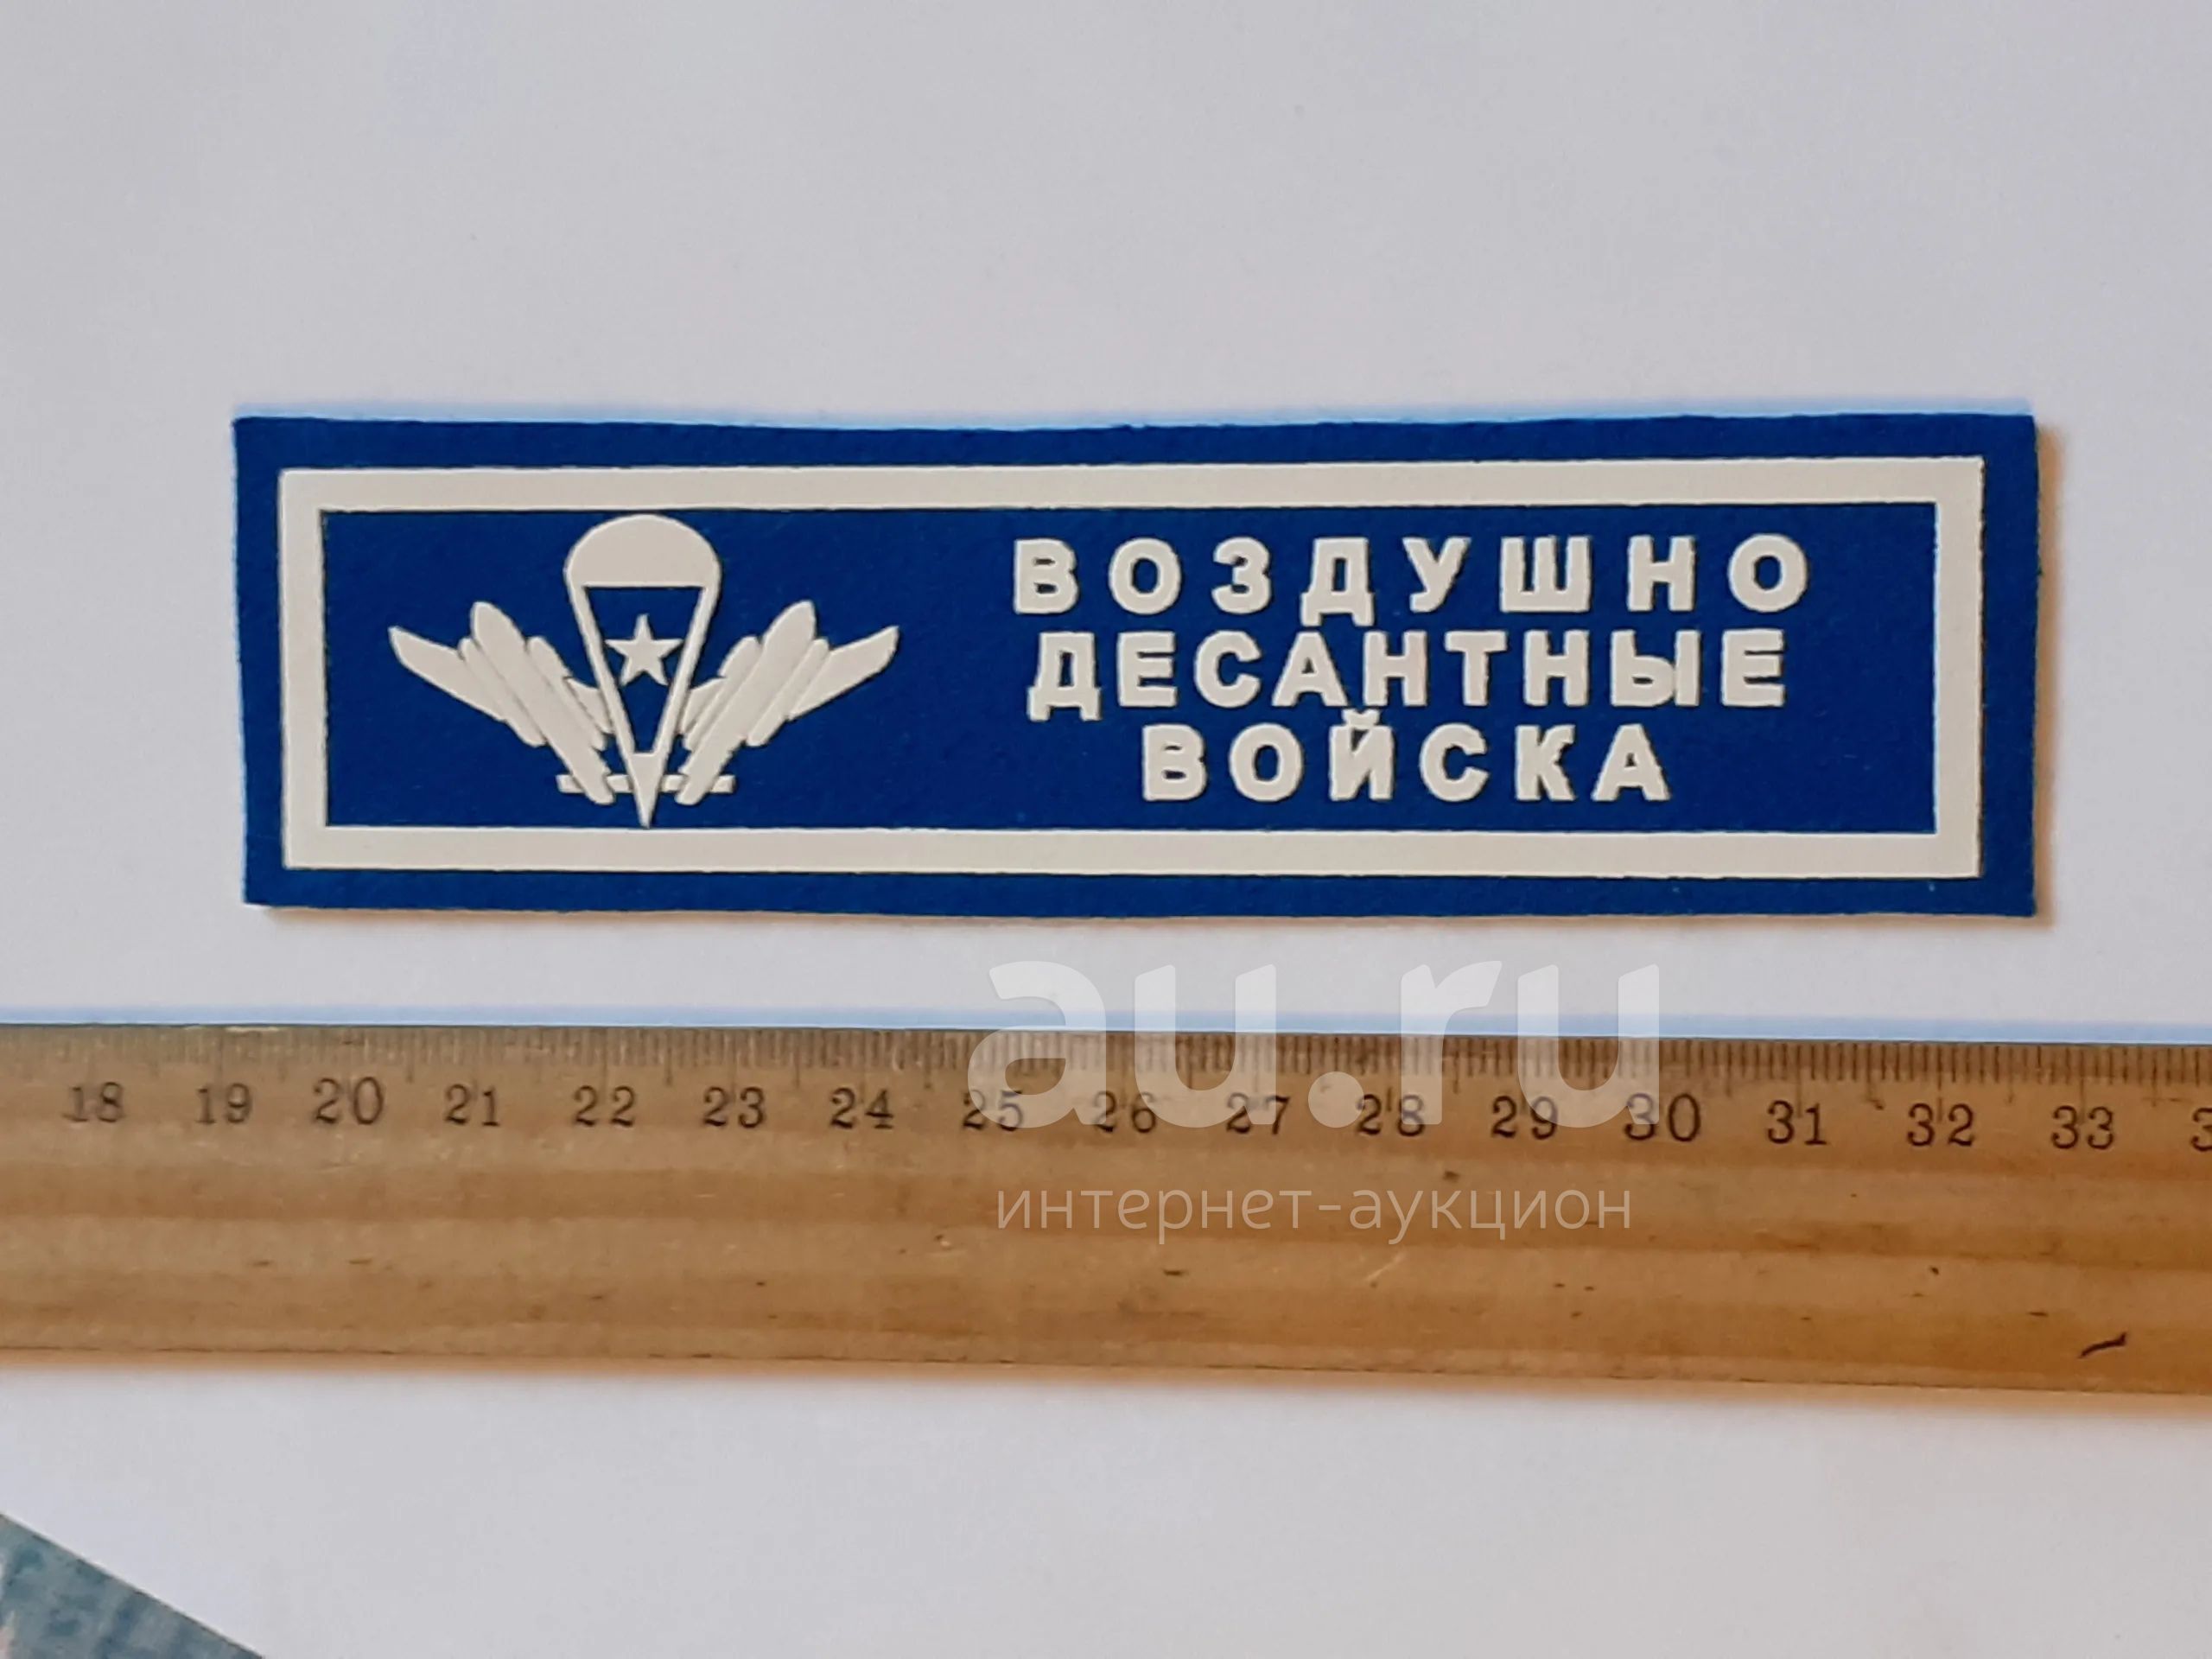 ВОЗДУШНО
ДЕСАНТНЫЕ
ВОЙСКА
au.ru
18 19 20 21 22 23 24 25 26 27 28 29 30 31 32 33
интернет-аукцион